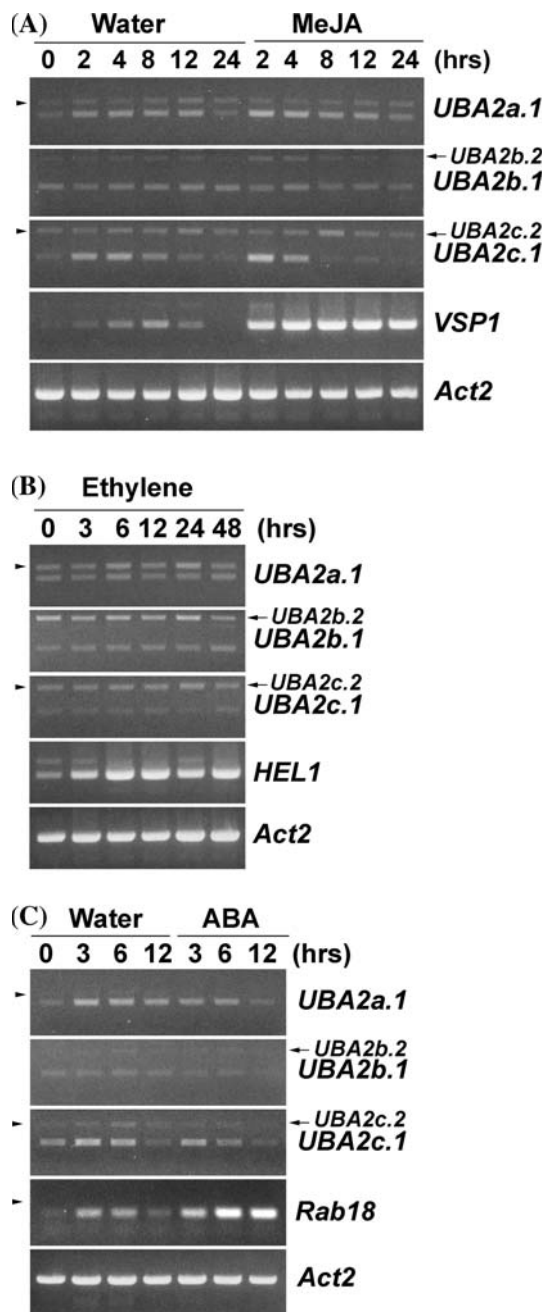 (A) Water MeJA
0 2 4 8 12 24 2 4 8 12 24 (hrs)
UBA2a.1
UBA2b.2
UBA2b.1
UBA2c.2
UBA2c.1
VSP1
Act2
(B) Ethylene
0 3 6 12 24 48 (hrs)
UBA2a.1
UBA2b.2
UBA2b.1
UBA2c.2
UBA2c.1
HEL1
Act2
(C) Water ABA
0 3 6 12 3 6 12 (hrs)
UBA2a.1
UBA2b.2
UBA2b.1
UBA2c.2
UBA2c.1
Rab18
Act2